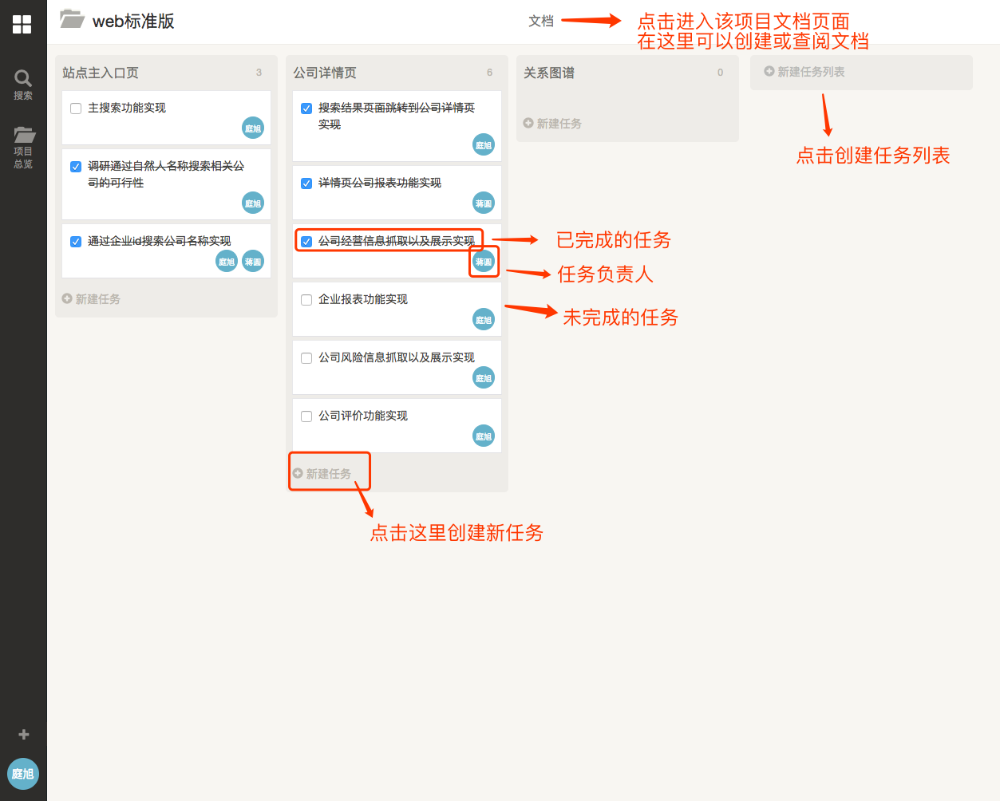 web标准版
文档
点击进入该项目文档页面
在这里可以创建或查阅文档
搜索
项目
总览
站点主入口页
3
主搜索功能实现
庭旭
调研通过自然人名称搜索相关公
司的可行性
庭旭
通过企业id搜索公司名称实现
庭旭
蒋圆
新建任务
公司详情页
6
搜索结果页面跳转到公司详情页
实现
庭旭
详情页公司报表功能实现
蒋圆
公司经营信息抓取以及展示实现
蒋圆
已完成的任务
任务负责人
企业报表功能实现
庭旭
未完成的任务
公司风险信息抓取以及展示实现
庭旭
公司评价功能实现
庭旭
新建任务
点击这里创建新任务
关系图谱
0
新建任务
新建任务列表
点击创建任务列表
庭旭